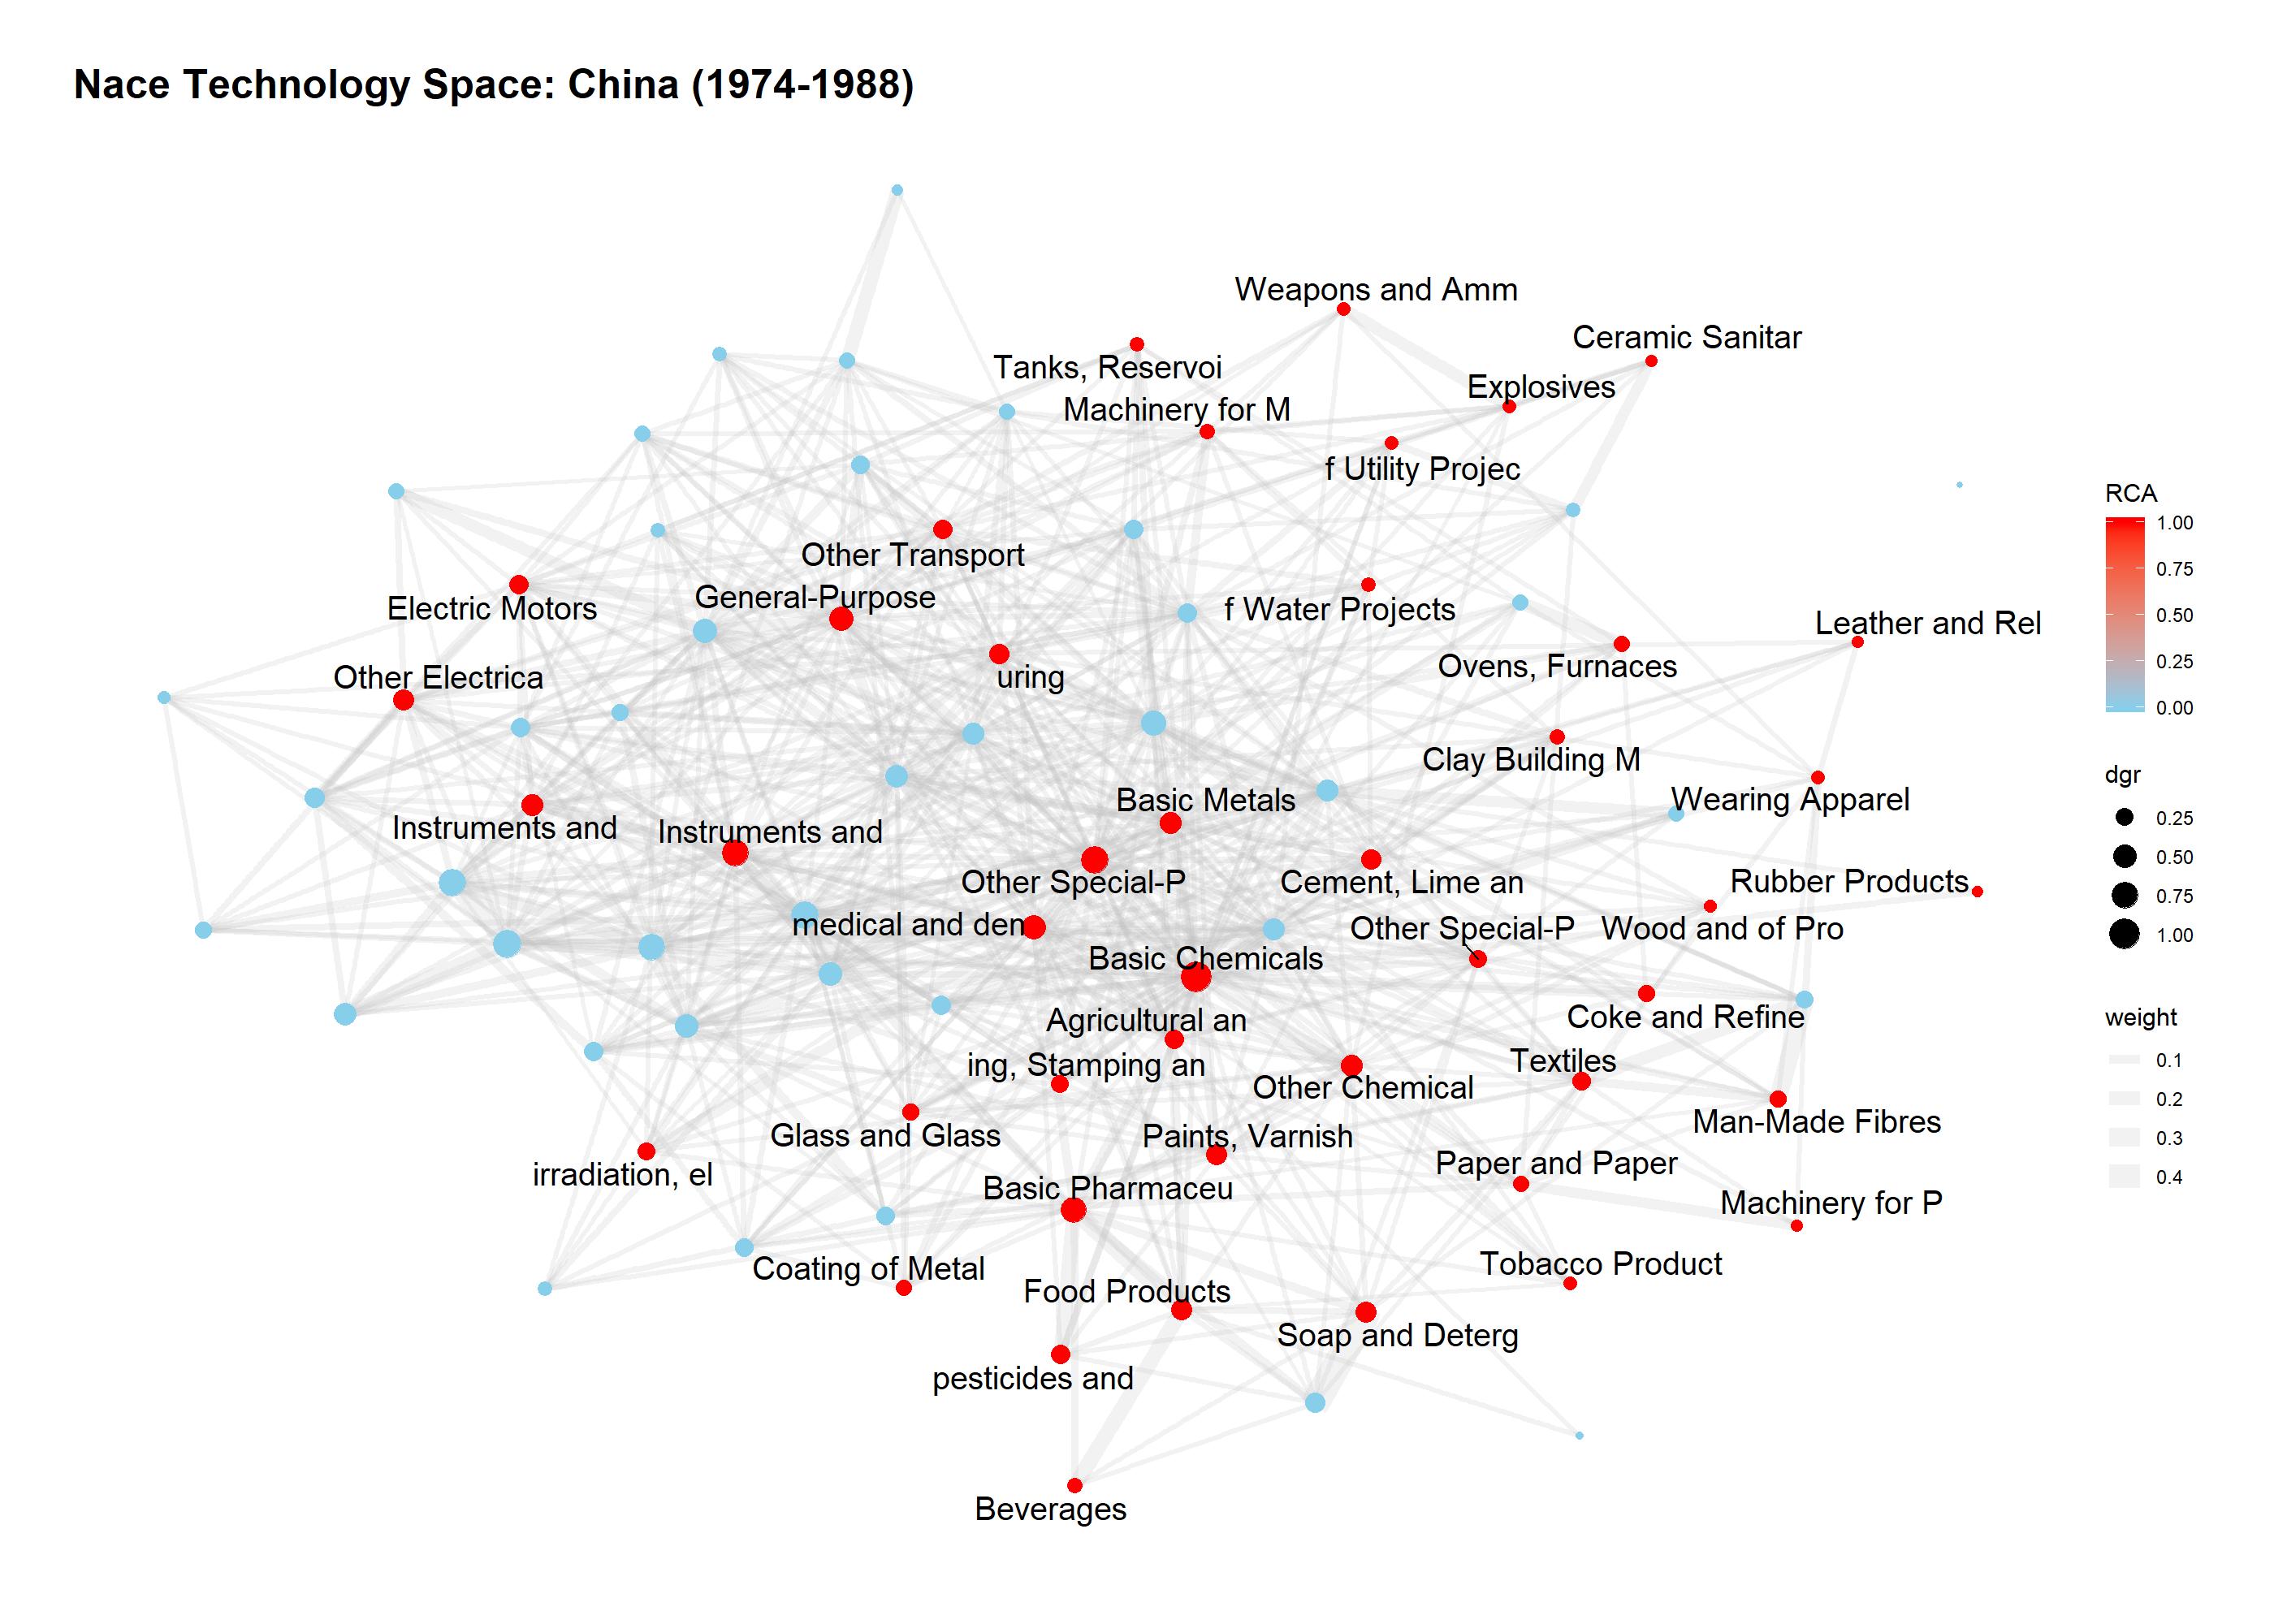 Nace Technology Space: China (1974-1988)
Weapons and Amm
Ceramic Sanitar
Tanks, Reservoi
Explosives
Machinery for M
f Utility Projec
Other Transport
General-Purpose
Electric Motors
f Water Projects
Leather and Rel
Other Electrica
uring
Ovens, Furnaces
Clay Building M
Basic Metals
Wearing Apparel
Instruments and
Instruments and
Other Special-P
Cement, Lime an
Rubber Products
medical and den
Other Special-P
Wood and of Pro
Basic Chemicals
Agricultural an
Coke and Refine
ing, Stamping an
Textiles
Other Chemical
Man-Made Fibres
Glass and Glass
Paints, Varnish
irradiation, el
Paper and Paper
Basic Pharmaceu
Machinery for P
Coating of Metal
Tobacco Product
Food Products
Soap and Deterg
pesticides and
Beverages
RCA
1.00
0.75
0.50
0.25
0.00
dgr
0.25
0.50
0.75
1.00
weight
0.1
0.2
0.3
0.4